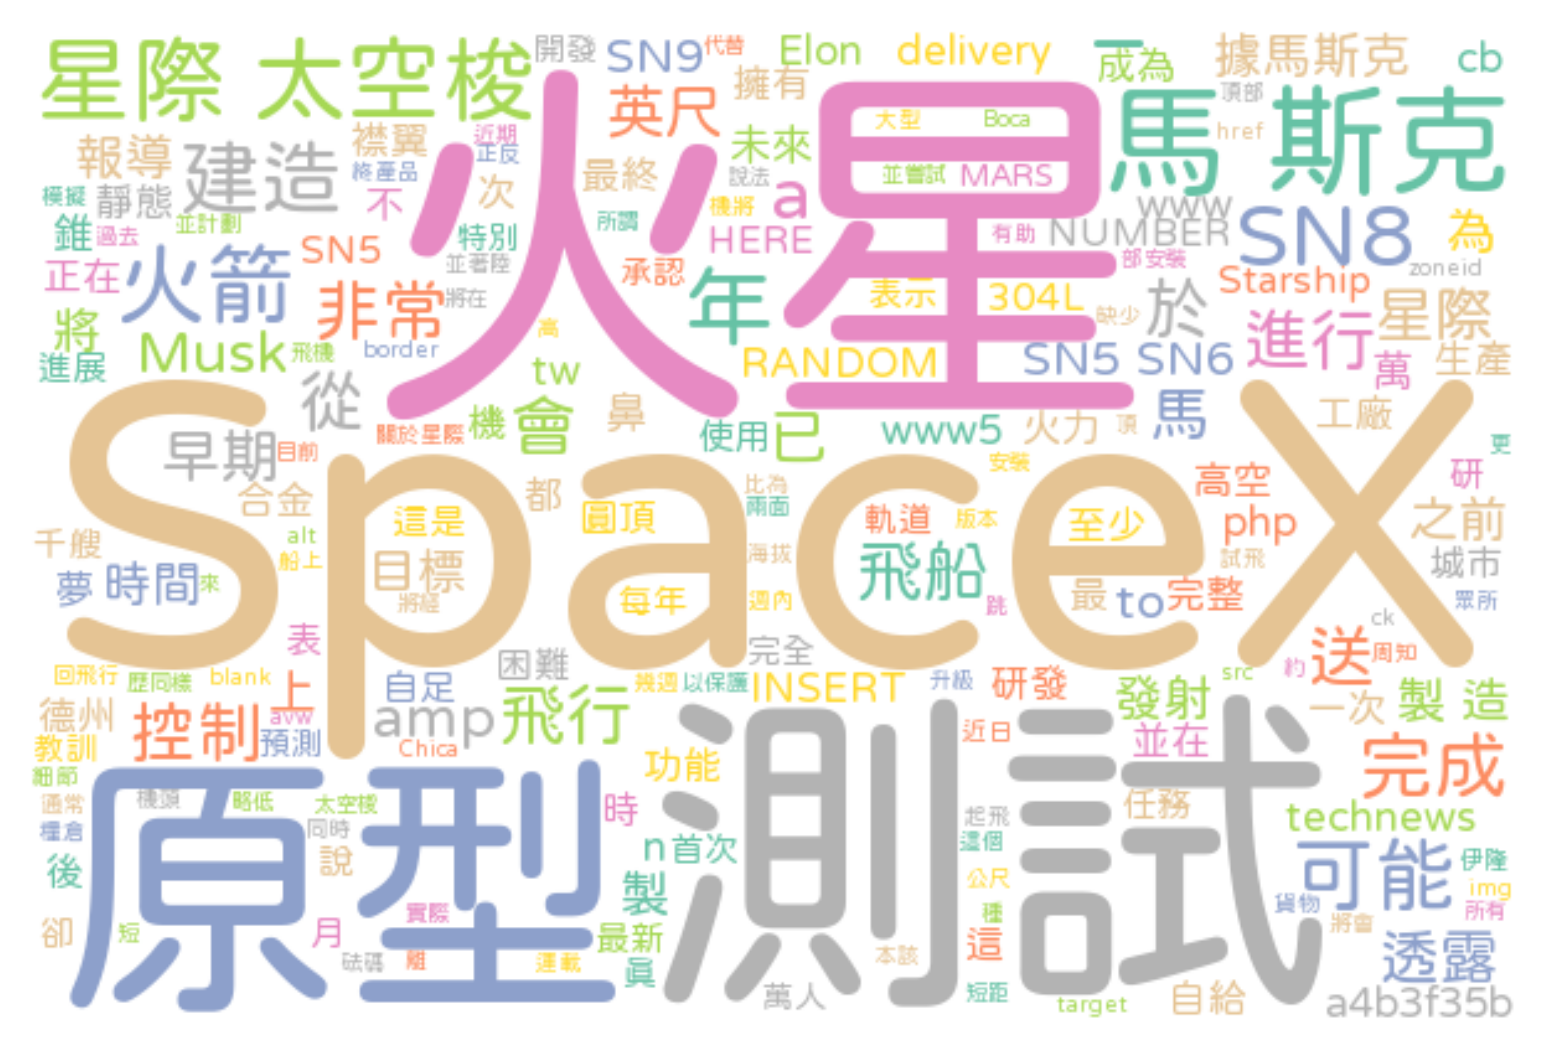 星際 太空梭
開發
SN9
代替
Elon
delivery
一
成為
據馬斯克
cb
火星
英尺
擁有
大型
Boca
馬 斯克
頂部
href
報導
建造
襟翼
近期
正反
終產品
未來
最終
說法
並嘗試
MARS
模擬
靜態
不
次
機將
a
www
錐
過去
並計劃
所謂
特別
HERE
有助
NUMBER
SN8
為
正在
火箭
SN5
並著陸
承認
部安裝
zoneid
Starship
將
非常
將在
年
表示
304L
缺少
於
星際
進行
進展
Musk
飛機
border
高
tw
RANDOM
SN5 SN6
萬
生產
從
關於星際
機
會
鼻
使用
已
www5
火力
頂
馬
工廠
更
SpaceX
早期
目前
合金
都
比為
兩面
安裝
高空
研
千艘
alt
船上
這是
圓頂
軌道
版本
至少
php
之前
夢
時間
來
目標
將經
每年
海拔
週內
飛船
跳
試飛
最
to
完整
城市
眾所
表
困難
完全
ck
約
送
周知
回飛行
歷同樣
blank
上
自足
幾週
以保護
INSERT
升級
研發
src
發射
一次
製 造
德州
控制
avw
預測
amp
Chica
飛行
近日
並在
教訓
細節
功能
完成
原型
測試
通常
機頭
略低
太空梭
時
任務
technews
糧倉
同時
起飛
這個
後
說
n
首次
可能
伊隆
製
公尺
img
卻
短
月
實際
種
貨物
所有
將會
砝碼
離
連載
最新
真
本該
這
透露
萬人
短距
target
自給
a4b3f35b